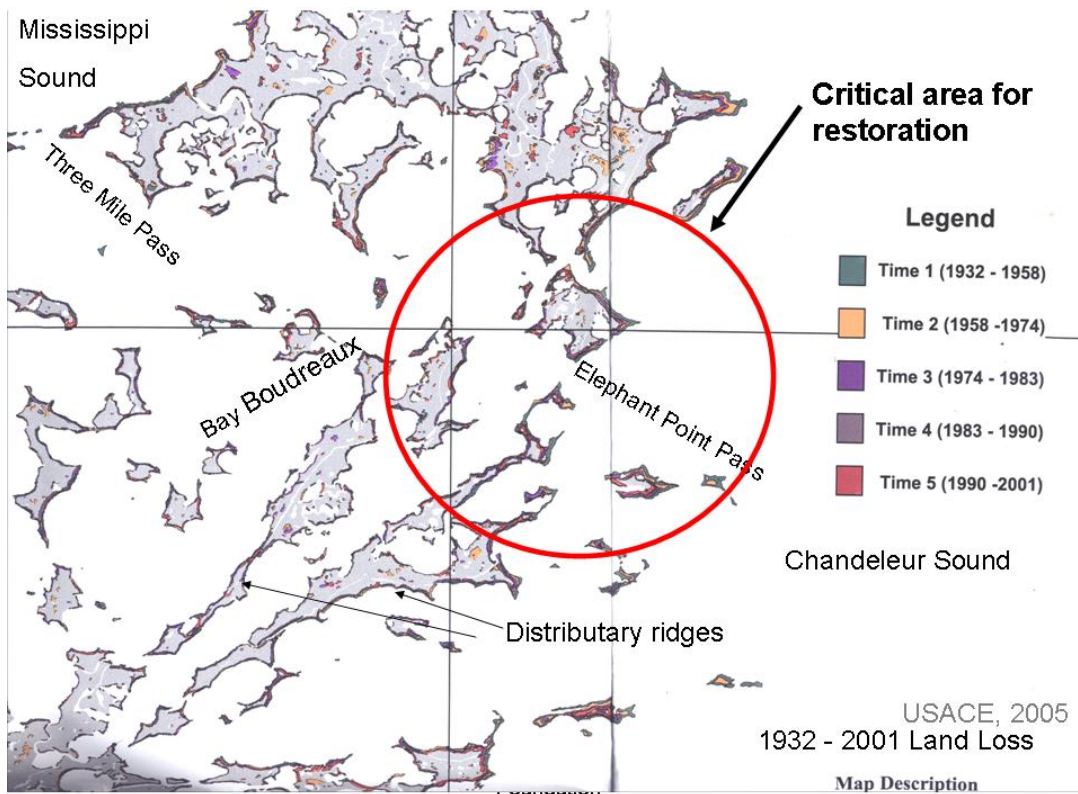 Mississippi
Sound
Critical area for
restoration
Three Mile Pass
Legend
Time 1 (1932 - 1958)
Time 2 (1958 -1974)
Time 3 (1974 - 1983)
Time 4 (1983 - 1990)
Time 5 (1990 -2001)
Bay Boudreaux
Elephant Point Pass
Chandeleur Sound
Distributary ridges
USACE, 2005
1932 - 2001 Land Loss
Map Description
Foundation